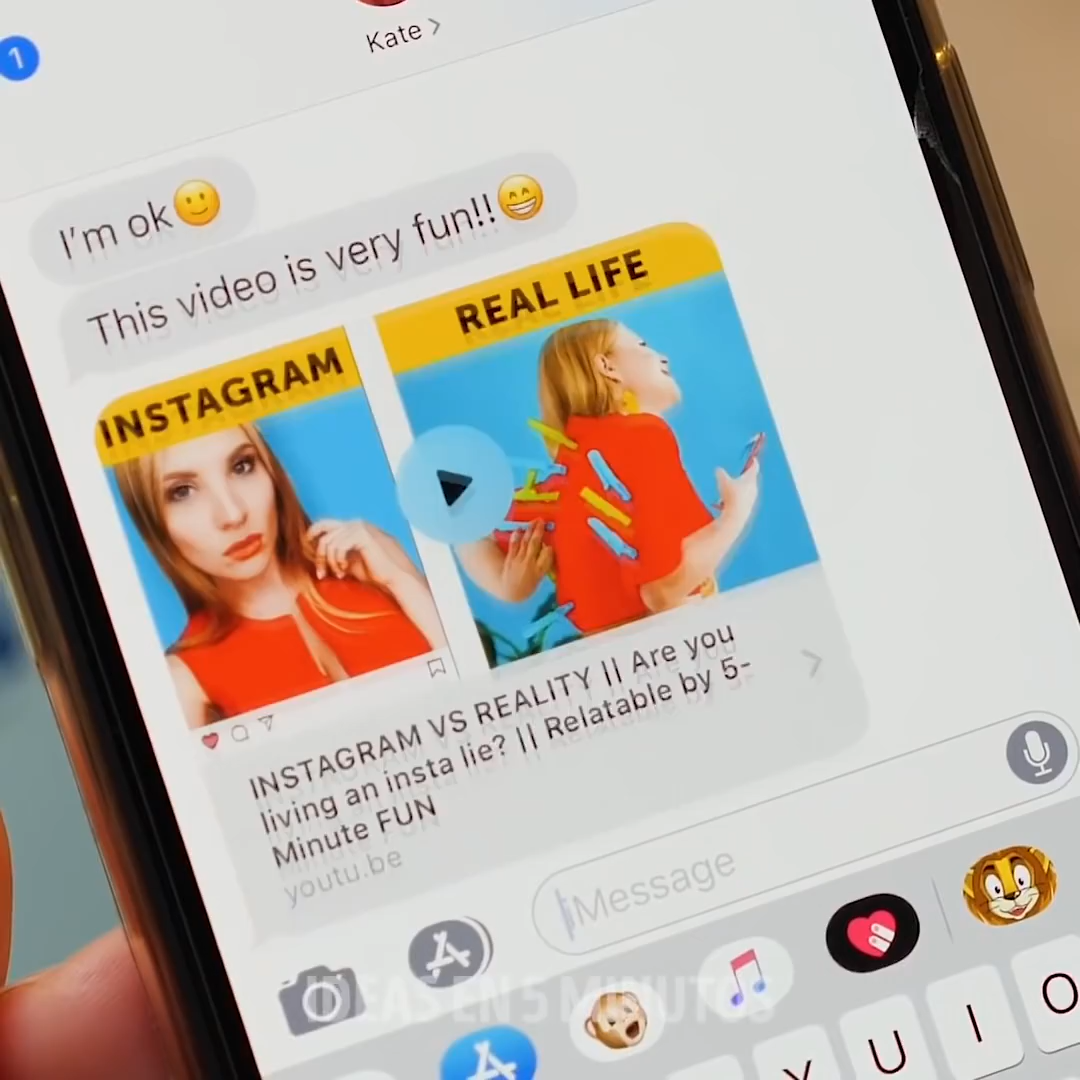 1
Kate >
I'm ok🙂
This video is very fun!!😁
INSTAGRAM
REAL LIFE
INSTAGRAM VS REALITY || Are you
living an insta lie? || Relatable by 5-
Minute FUN
youtu.be
iMessage
IDEAS EN 5 MINUTOS
Y U I O